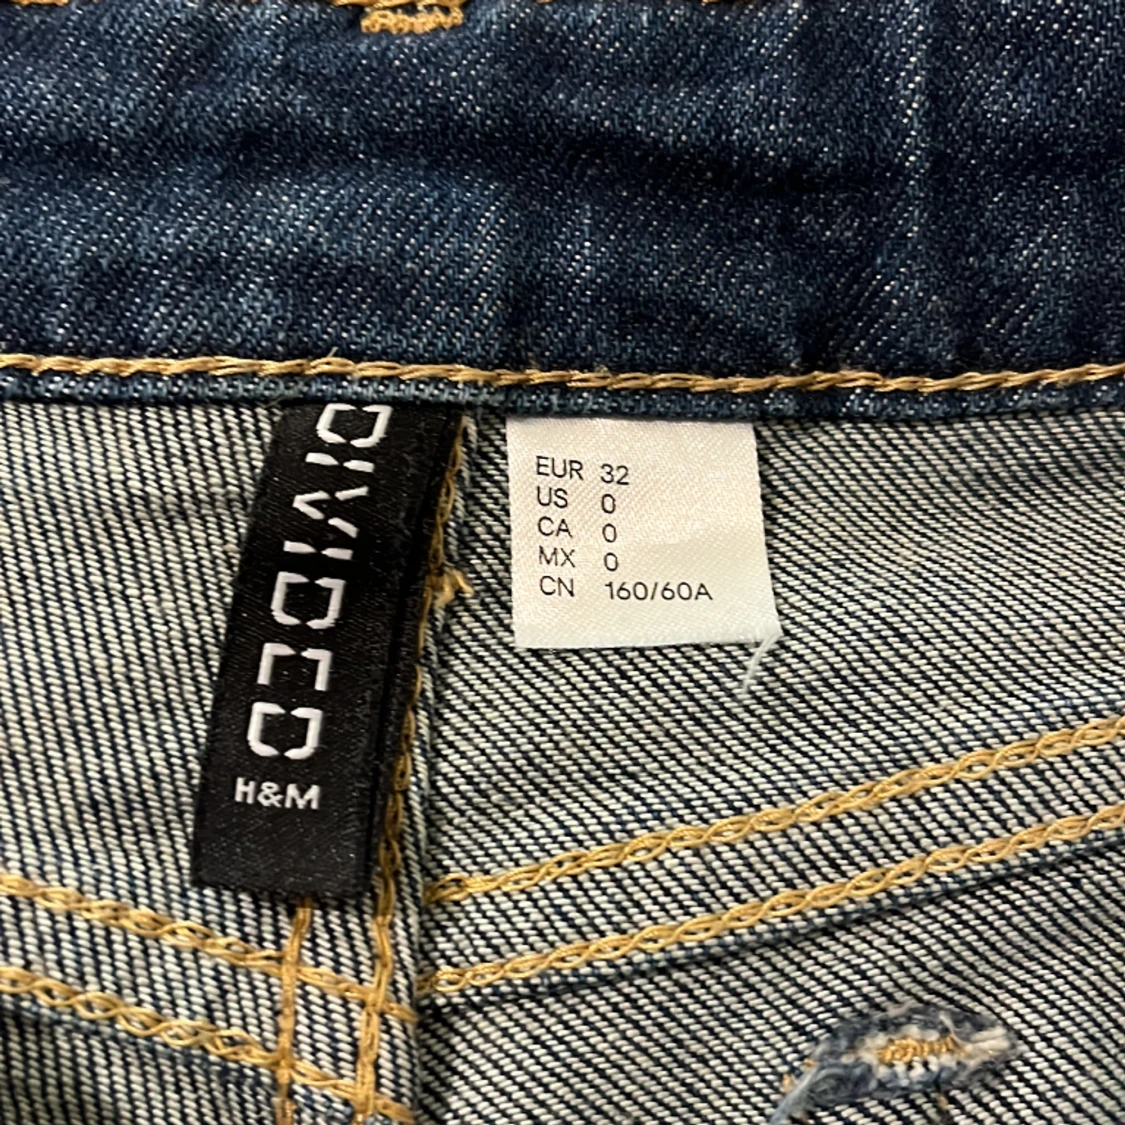 DIVIDED
H&M
EUR 32
US 0
CA 0
MX 0
CN 160/60A